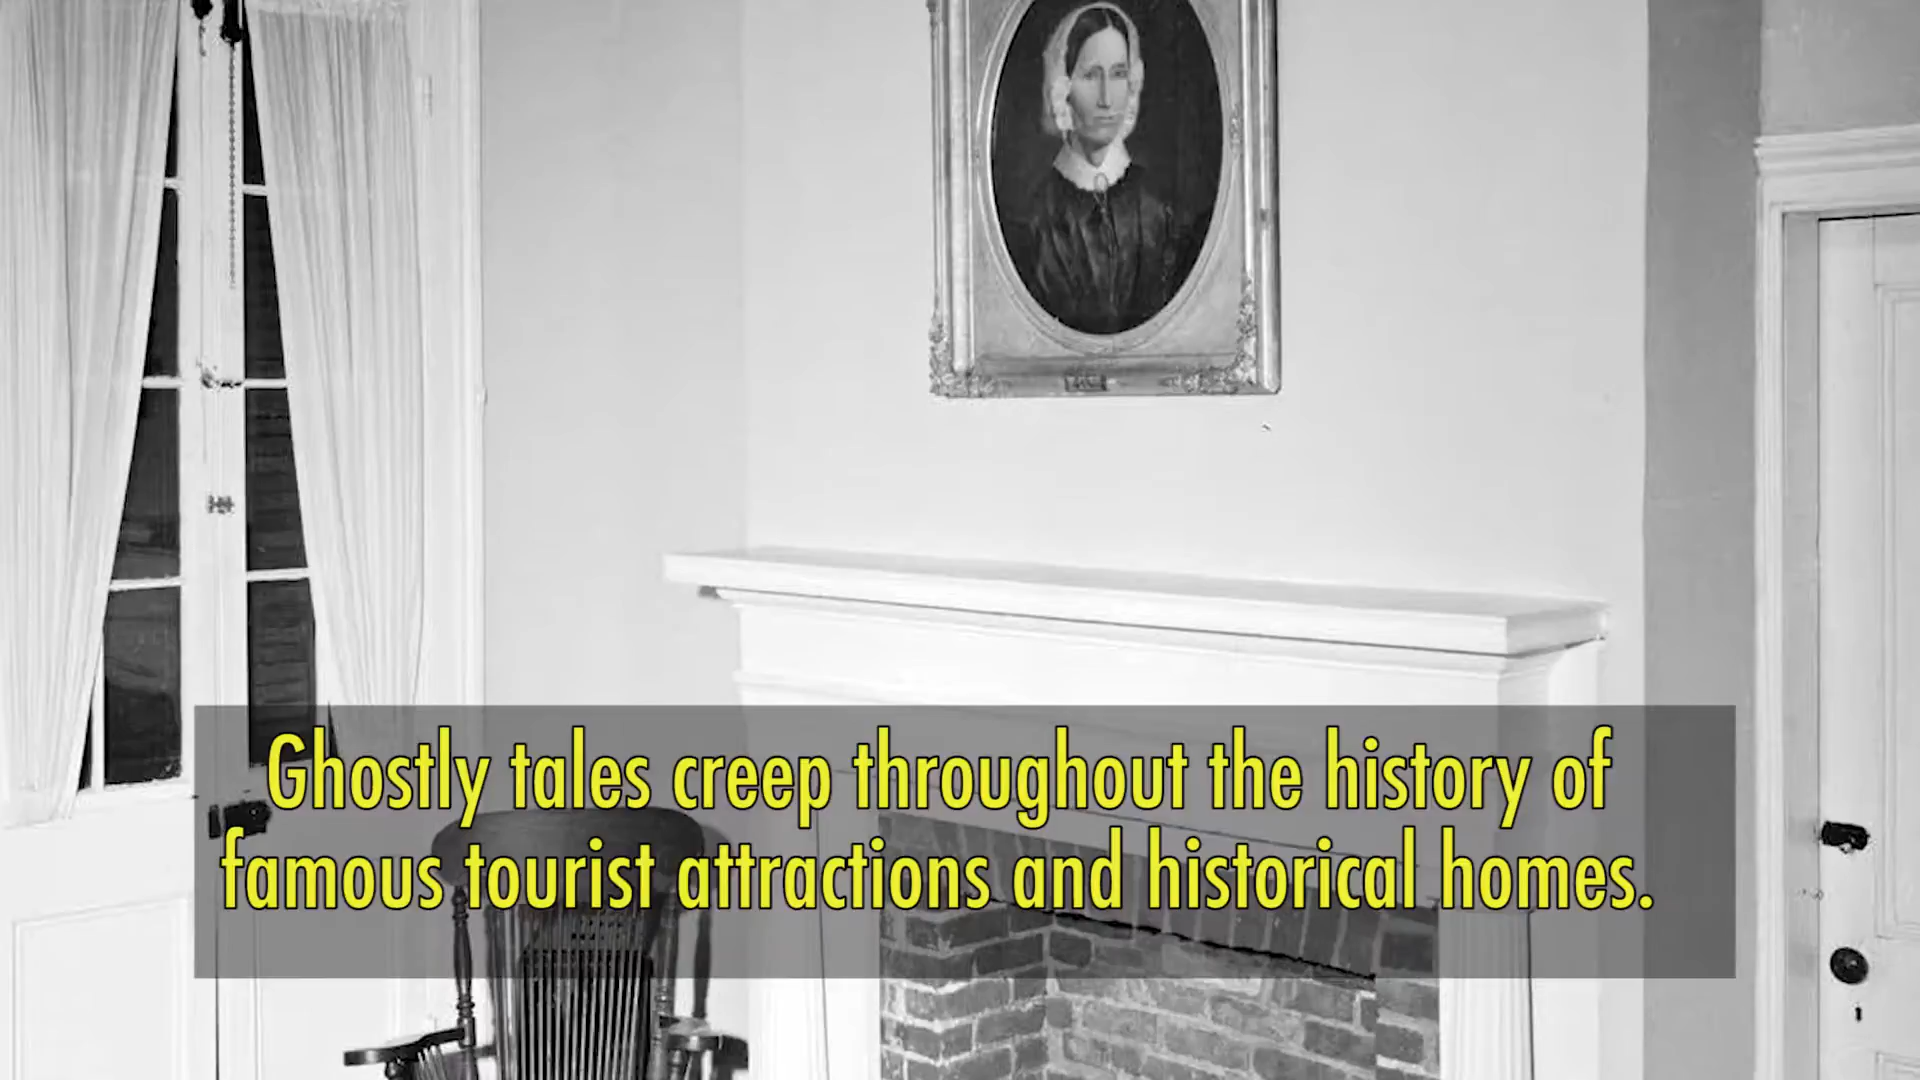 Ghostly tales creep throughout the history of
famous tourist attractions and historical homes.